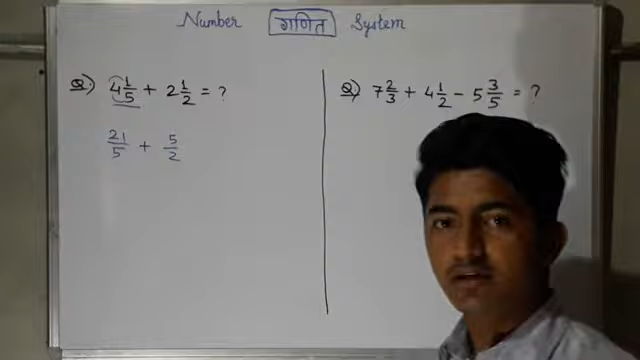 Number गणित System
Q) 4 1/5 + 2 1/2 = ?
21/5 + 5/2
Q) 7 2/3 + 4 1/2 - 5 3/5 = ?